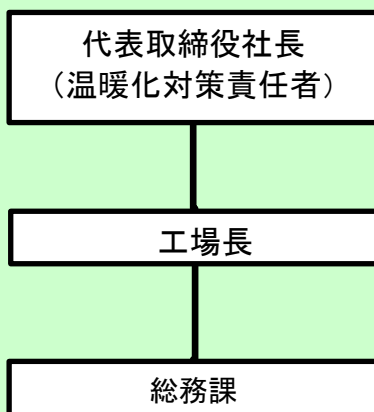 代表取締役社長
（温暖化対策責任者）
工場長
総務課